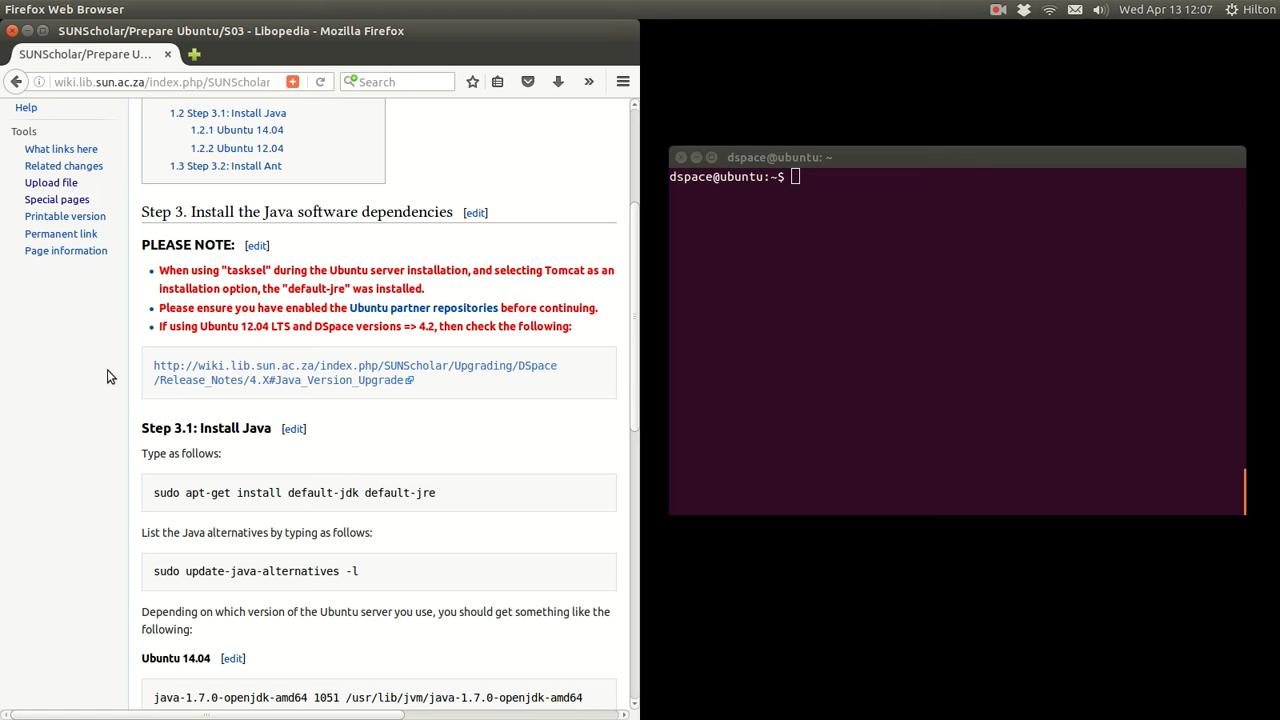 Firefox Web Browser
Wed Apr 13 12:07 Hilton
SUNScholar/Prepare Ubuntu/S03 - Libopedia - Mozilla Firefox
SUNScholar/Prepare U...
wiki.lib.sun.ac.za/index.php/SUNScholar
Search
Help
Tools
What links here
Related changes
Upload file
Special pages
Printable version
Permanent link
Page information
1.2 Step 3.1: Install Java
1.2.1 Ubuntu 14.04
1.2.2 Ubuntu 12.04
1.3 Step 3.2: Install Ant
Step 3. Install the Java software dependencies [edit]
PLEASE NOTE: [edit]
• When using "tasksel" during the Ubuntu server installation, and selecting Tomcat as an
installation option, the "default-jre" was installed.
• Please ensure you have enabled the Ubuntu partner repositories before continuing.
• If using Ubuntu 12.04 LTS and DSpace versions => 4.2, then check the following:
http://wiki.lib.sun.ac.za/index.php/SUNScholar/Upgrading/DSpace
/Release_Notes/4.X#Java_Version_Upgrade
Step 3.1: Install Java [edit]
Type as follows:
sudo apt-get install default-jdk default-jre
List the Java alternatives by typing as follows:
sudo update-java-alternatives -l
Depending on which version of the Ubuntu server you use, you should get something like the
following:
Ubuntu 14.04 [edit]
java-1.7.0-openjdk-amd64 1051 /usr/lib/jvm/java-1.7.0-openjdk-amd64
dspace@ubuntu: ~
dspace@ubuntu:~$